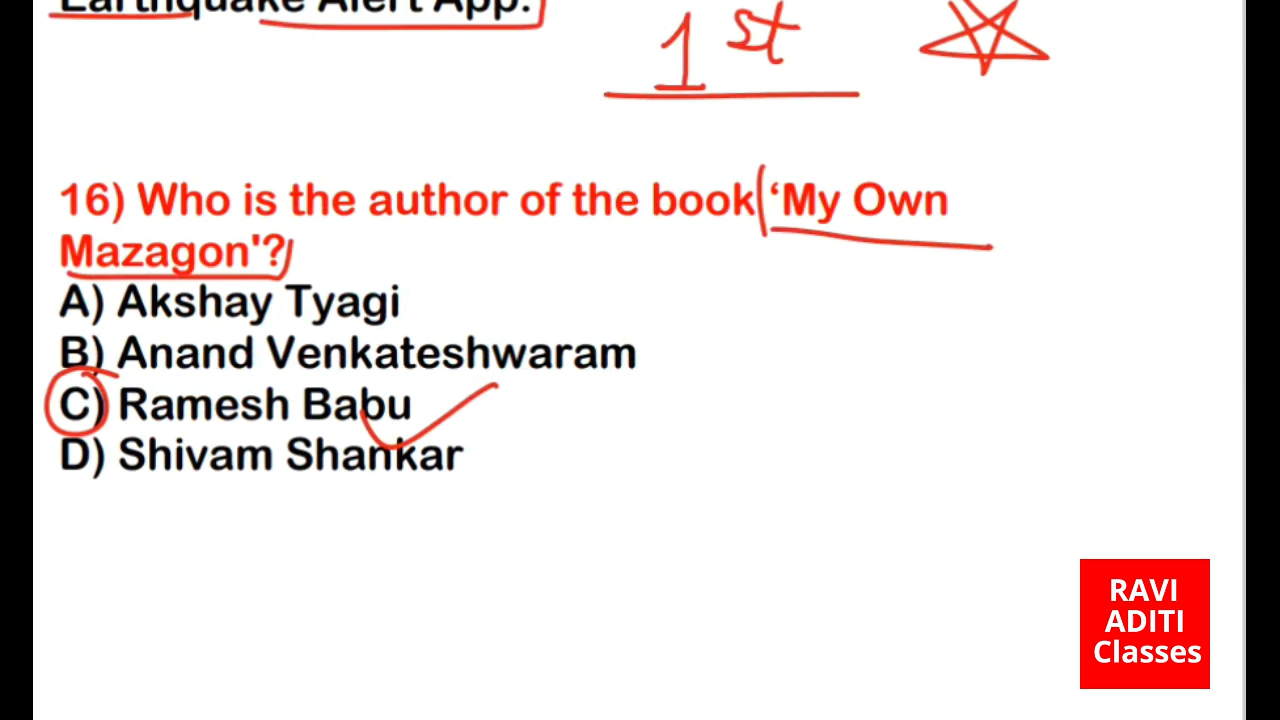 Earthquake Alert App.
1st
16) Who is the author of the book ‘My Own
Mazagon'?
A) Akshay Tyagi
B) Anand Venkateshwaram
C) Ramesh Babu
D) Shivam Shankar
RAVI
ADITI
Classes